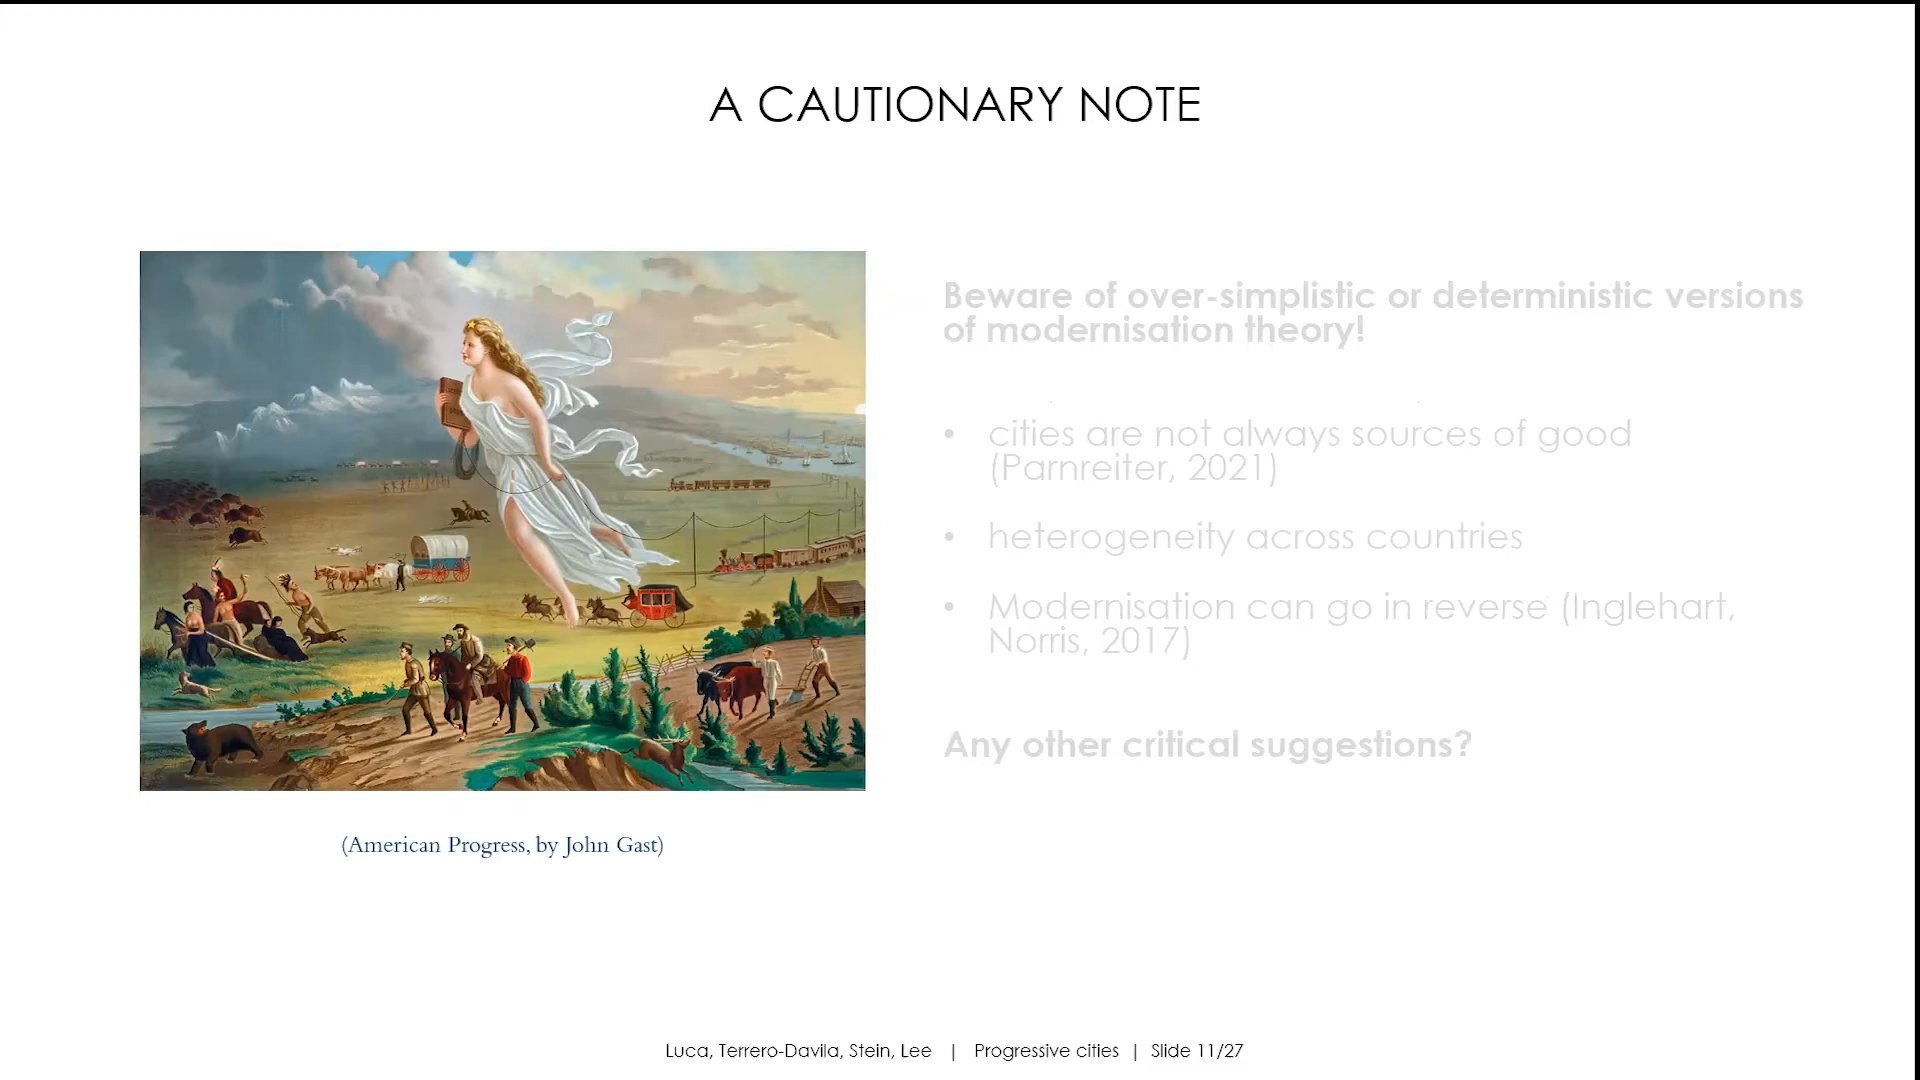 A CAUTIONARY NOTE
Beware of over-simplistic or deterministic versions
of modernisation theory!
• cities are not always sources of good
(Parnreiter, 2021)
• heterogeneity across countries
• Modernisation can go in reverse (Inglehart,
Norris, 2017)
Any other critical suggestions?
(American Progress, by John Gast)
Luca, Terrero-Davila, Stein, Lee | Progressive cities | Slide 11/27